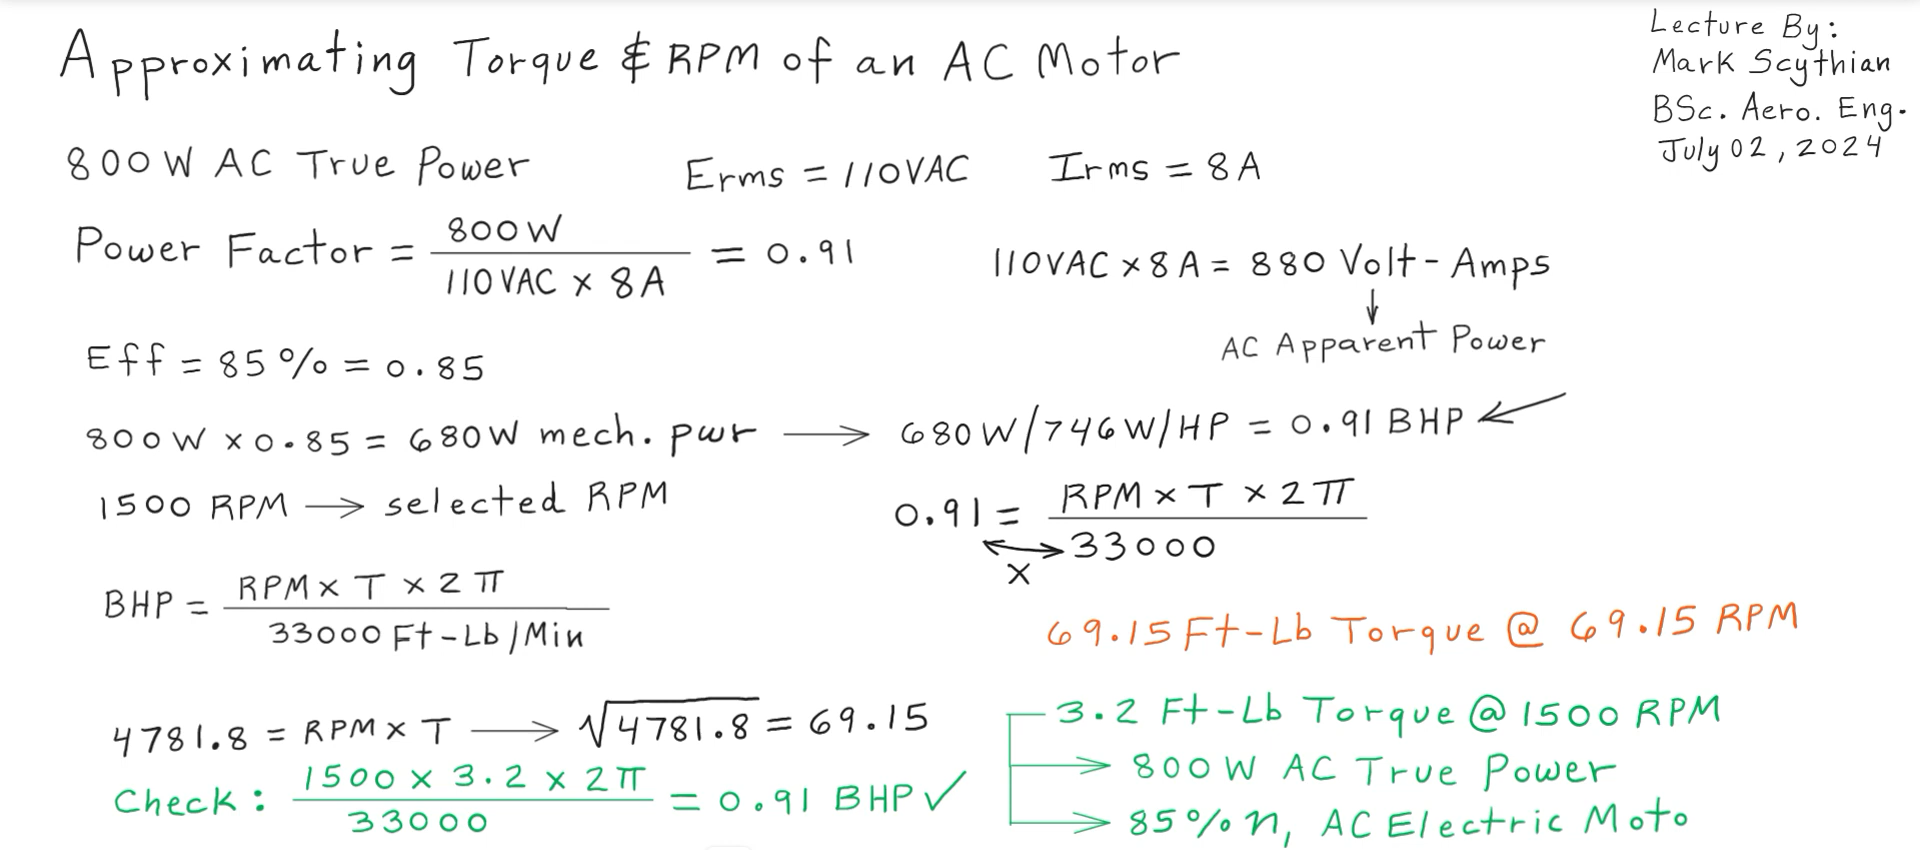 Approximating Torque & RPM of an AC Motor
Lecture By:
Mark Scythian
BSc. Aero. Eng.
July 02, 2024
800W AC True Power
Erms = 110VAC
Irms = 8A
Power Factor = 800W / 110VAC x 8A = 0.91
110VAC x 8A = 880 Volt-Amps
↓
AC Apparent Power
Eff = 85% = 0.85
800W x 0.85 = 680W mech. pwr → 680W/746W/HP = 0.91 BHP ←
1500 RPM → selected RPM
0.91 = RPM x T x 2π / 33000
x
BHP = RPM x T x 2π / 33000 Ft-Lb/Min
69.15 Ft-Lb Torque @ 69.15 RPM
4781.8 = RPM x T → √4781.8 = 69.15
Check: 1500 x 3.2 x 2π / 33000 = 0.91 BHP ✓
3.2 Ft-Lb Torque @ 1500 RPM
→ 800W AC True Power
→ 85% n, AC Electric Moto